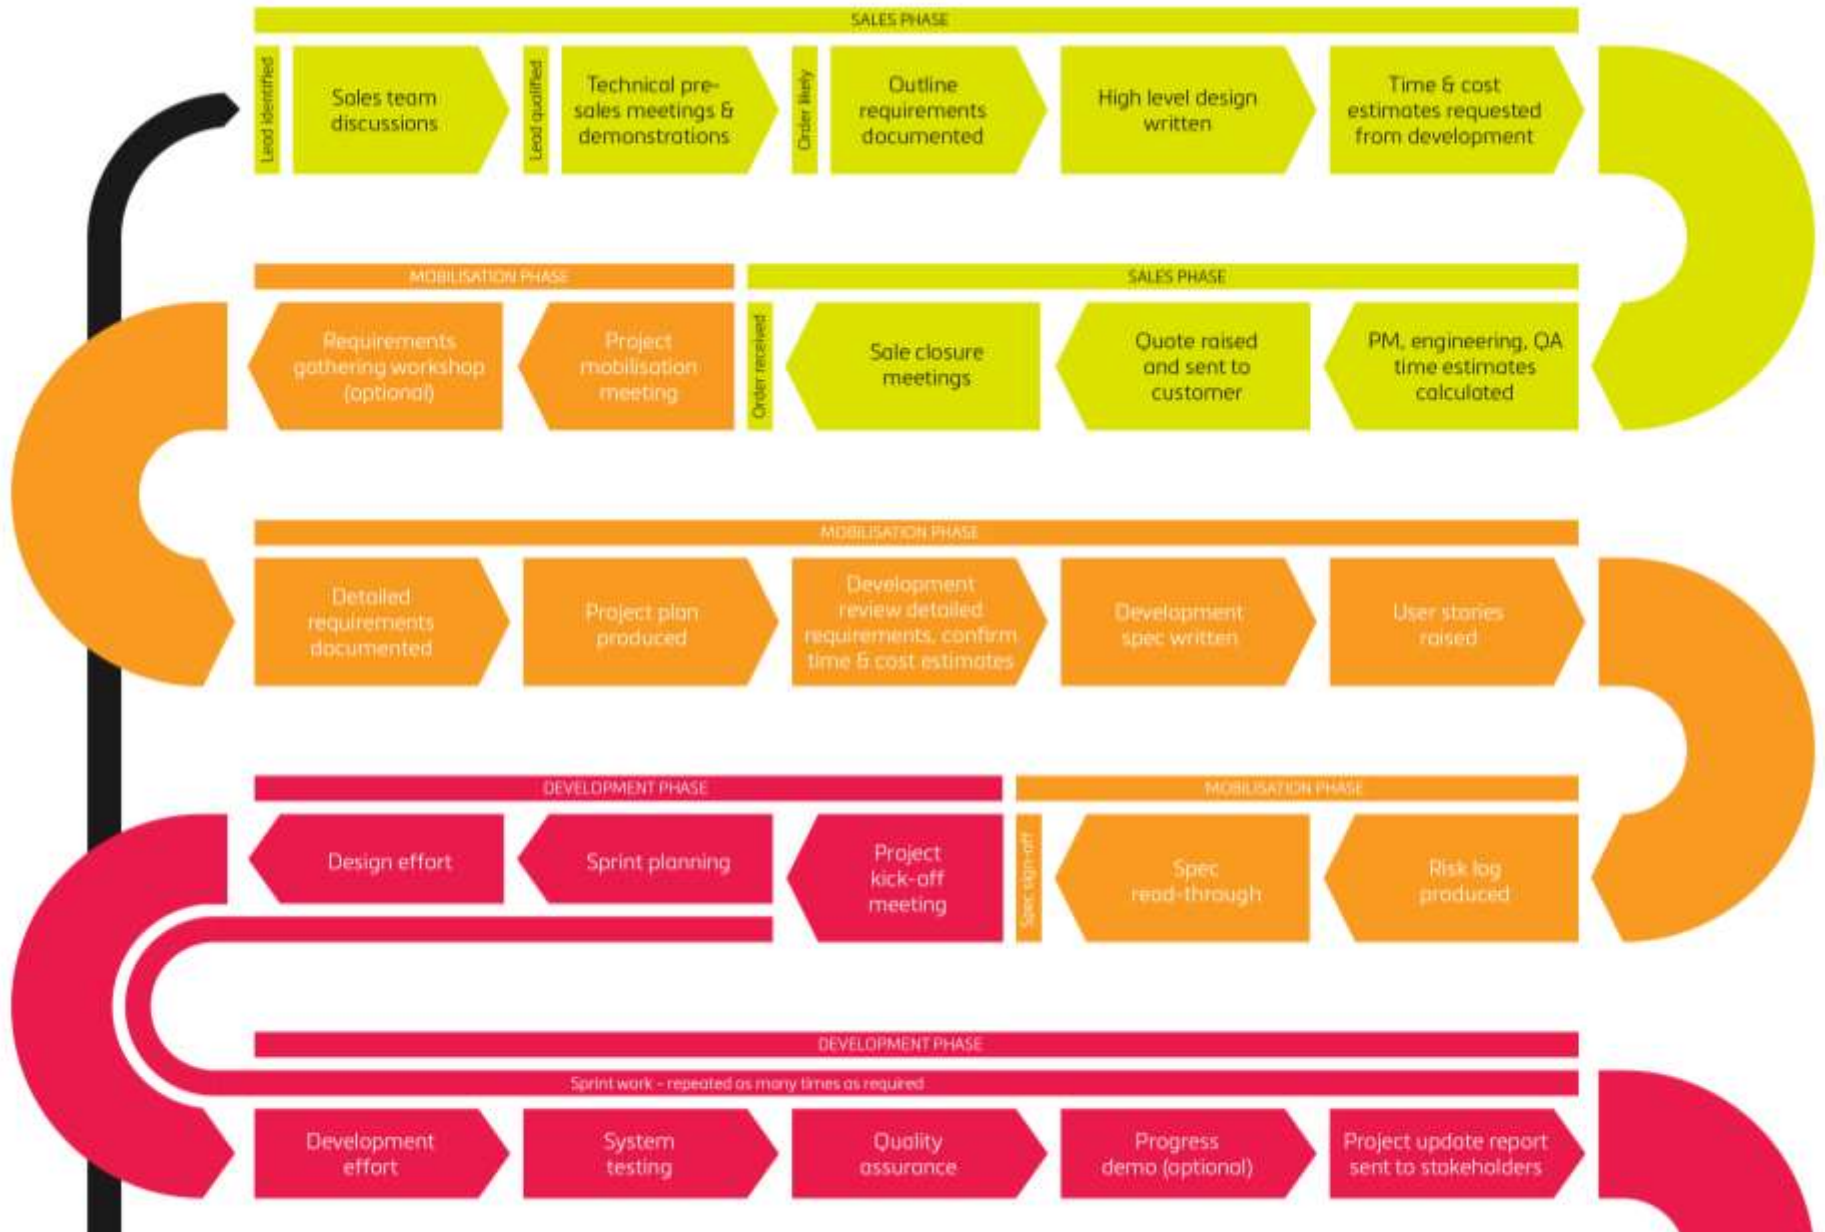 SALES PHASE
Lead identified
Sales team
discussions
Lead qualified
Technical pre-
sales meetings &
demonstrations
Order likely
Outline
requirements
documented
High level design
written
Time & cost
estimates requested
from development
MOBILISATION PHASE
SALES PHASE
Requirements
gathering workshop
(optional)
Project
mobilisation
meeting
Order received
Sale closure
meetings
Quote raised
and sent to
customer
PM, engineering, QA
time estimates
calculated
MOBILISATION PHASE
Detailed
requirements
documented
Project plan
produced
Development
review detailed
requirements, confirm
time & cost estimates
Development
spec written
User stories
raised
DEVELOPMENT PHASE
MOBILISATION PHASE
Design effort
Sprint planning
Project
kick-off
meeting
Spec sign-off
Spec
read-through
Risk log
produced
DEVELOPMENT PHASE
Sprint work - repeated as many times as required
Development
effort
System
testing
Quality
assurance
Progress
demo (optional)
Project update report
sent to stakeholders